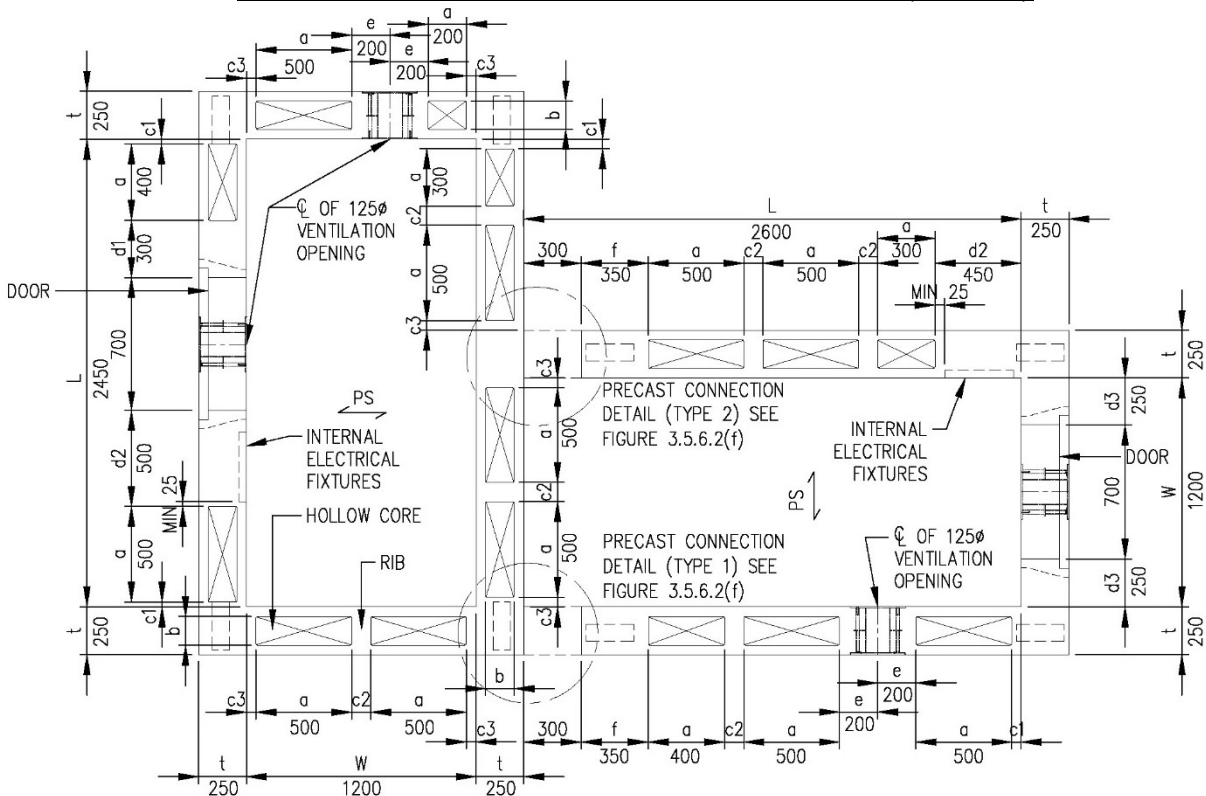 a
e
a
200
a
200
e
c3
500
200
c3
t
250
c1
b
c1
a
400
a
300
℄ OF 125ø
VENTILATION
OPENING
c2
L
2600
t
250
d1
300
a
500
300
f
350
a
500
c2
a
500
c2
a
300
d2
450
DOOR
MIN 25
c3
L
2450
700
c3
t
250
PS
PRECAST CONNECTION
DETAIL (TYPE 2) SEE
FIGURE 3.5.6.2(f)
d3
250
INTERNAL
ELECTRICAL
FIXTURES
a
500
INTERNAL
ELECTRICAL
FIXTURES
DOOR
d2
500
MIN 25
c2
PS
700
W
1200
HOLLOW CORE
RIB
a
500
a
500
PRECAST CONNECTION
DETAIL (TYPE 1) SEE
FIGURE 3.5.6.2(f)
℄ OF 125ø
VENTILATION
OPENING
d3
250
c1
c3
t
250
b
t
250
b
e
200
c3
a
500
c2
a
500
c3
300
f
350
a
400
c2
a
500
e
200
a
500
c1
t
250
W
1200
t
250